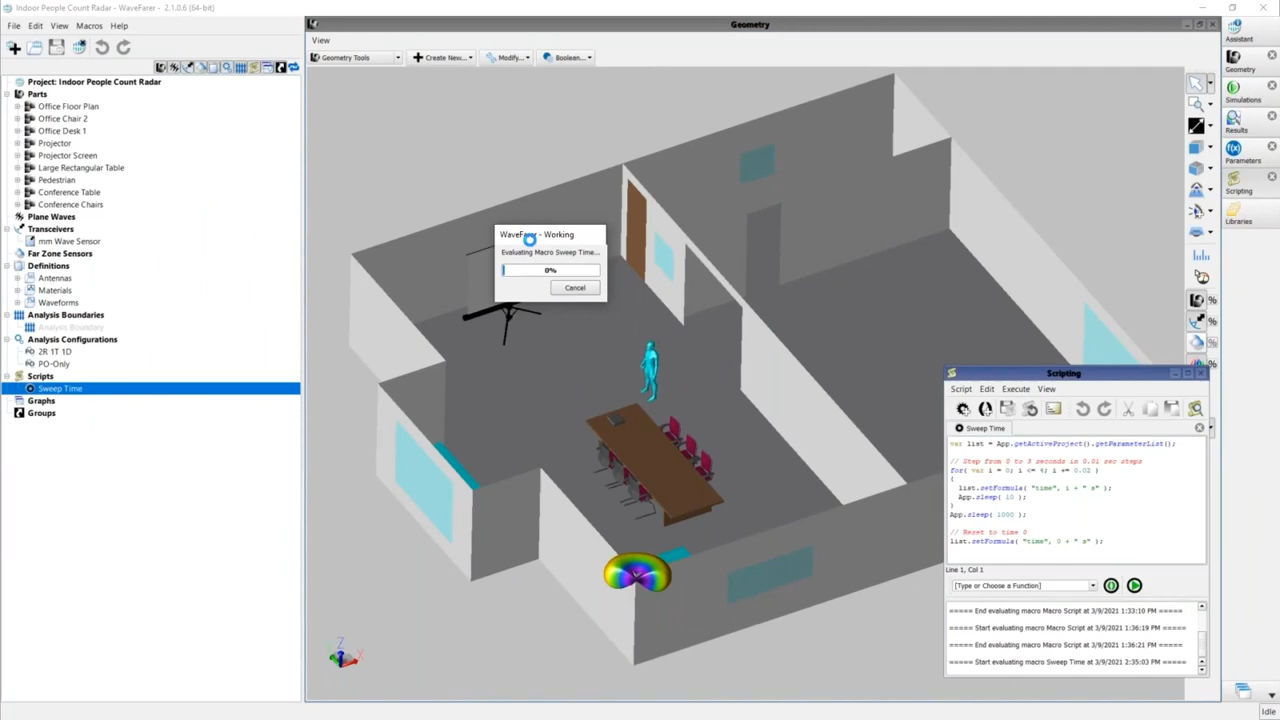 Indoor People Count Radar - WaveFarer - 2.1.0.6 (64-bit)
File Edit View Macros Help
Project: Indoor People Count Radar
Parts
Office Floor Plan
Office Chair 2
Office Desk 1
Projector
Projector Screen
Large Rectangular Table
Pedestrian
Conference Table
Conference Chairs
Plane Waves
Transceivers
mm Wave Sensor
Far Zone Sensors
Definitions
Antennas
Materials
Waveforms
Analysis Boundaries
Analysis Boundary
Analysis Configurations
2R 1T 1D
PO-Only
Scripts
Sweep Time
Graphs
Groups
Geometry
View
Geometry Tools Create New... Modify... Boolean...
WaveFarer - Working
Evaluating Macro Sweep Time...
0%
Cancel
Z
X
Scripting
Script Edit Execute View
Sweep Time
var list = App.getActiveProject().getParameterList();
// Step from 0 to 3 seconds in 0.01 sec steps
for( var i = 0; i <= 4; i += 0.02 )
{
list.setFormula( "time", i + " s" );
App.sleep( 10 );
}
App.sleep( 1000 );
// Reset to time 0
list.setFormula( "time", 0 + " s" );
Line 1, Col 1
[Type or Choose a Function]
===== End evaluating macro Macro Script at 3/9/2021 1:33:10 PM =====
===== Start evaluating macro Macro Script at 3/9/2021 1:36:19 PM =====
===== End evaluating macro Macro Script at 3/9/2021 1:36:21 PM =====
===== Start evaluating macro Sweep Time at 3/9/2021 2:35:03 PM =====
Assistant
Geometry
Simulations
Results
f(x)
Parameters
Scripting
Libraries
%
%
%
Idle